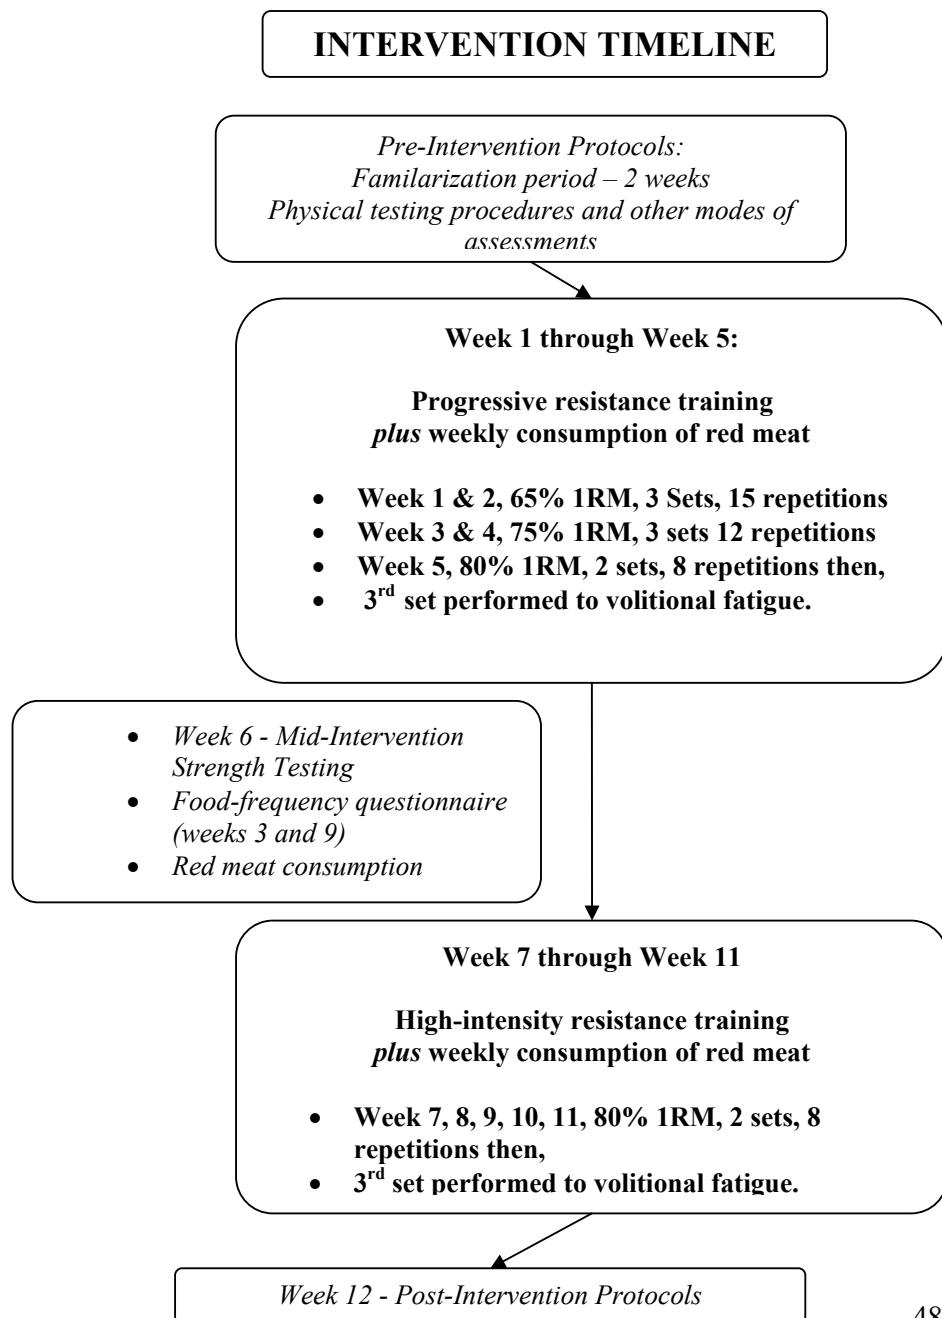 INTERVENTION TIMELINE
Pre-Intervention Protocols:
Familarization period – 2 weeks
Physical testing procedures and other modes of
assessments
Week 1 through Week 5:
Progressive resistance training
plus weekly consumption of red meat
• Week 1 & 2, 65% 1RM, 3 Sets, 15 repetitions
• Week 3 & 4, 75% 1RM, 3 sets 12 repetitions
• Week 5, 80% 1RM, 2 sets, 8 repetitions then,
• 3rd set performed to volitional fatigue.
• Week 6 - Mid-Intervention
Strength Testing
• Food-frequency questionnaire
(weeks 3 and 9)
• Red meat consumption
Week 7 through Week 11
High-intensity resistance training
plus weekly consumption of red meat
• Week 7, 8, 9, 10, 11, 80% 1RM, 2 sets, 8
repetitions then,
• 3rd set performed to volitional fatigue.
Week 12 - Post-Intervention Protocols
48